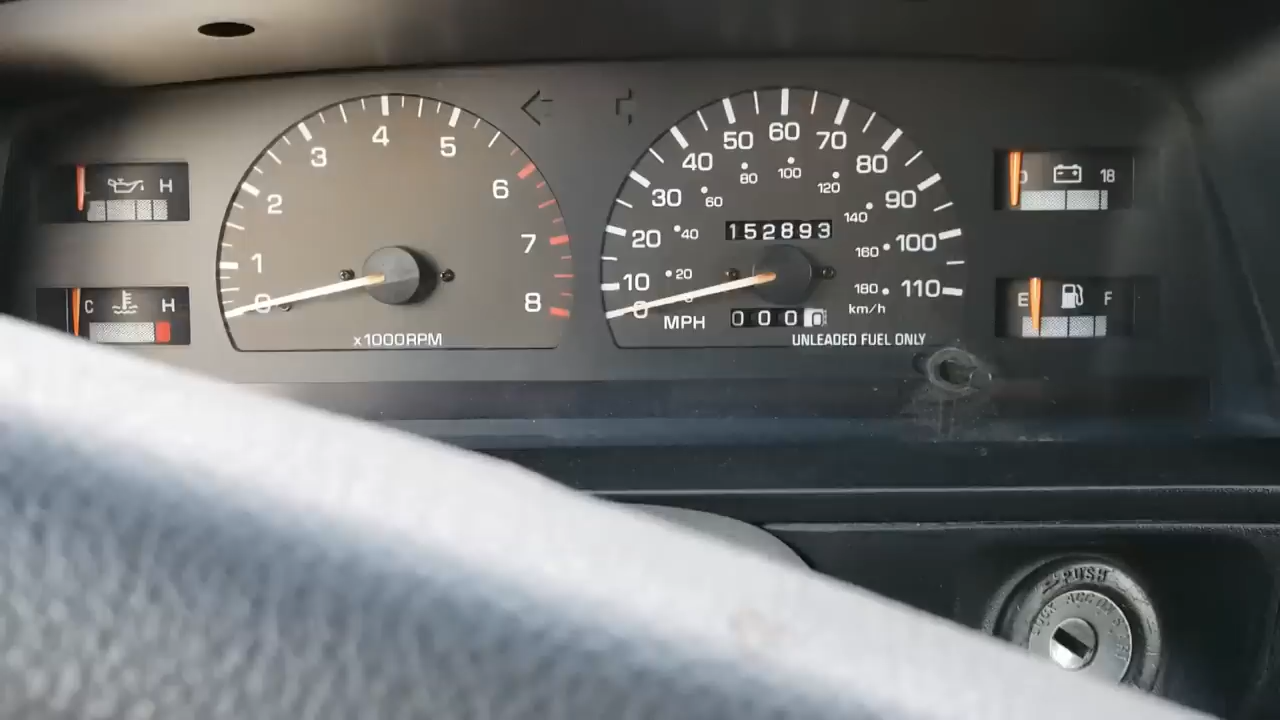 H
C H
1 2 3 4 5 6 7 8
0
x1000RPM
10 20 30 40 50 60 70 80 90 100 110
0
20 40 60 80 100 120 140 160 180
km/h
152893
MPH
000
UNLEADED FUEL ONLY
18
E F
PUSH
ACC